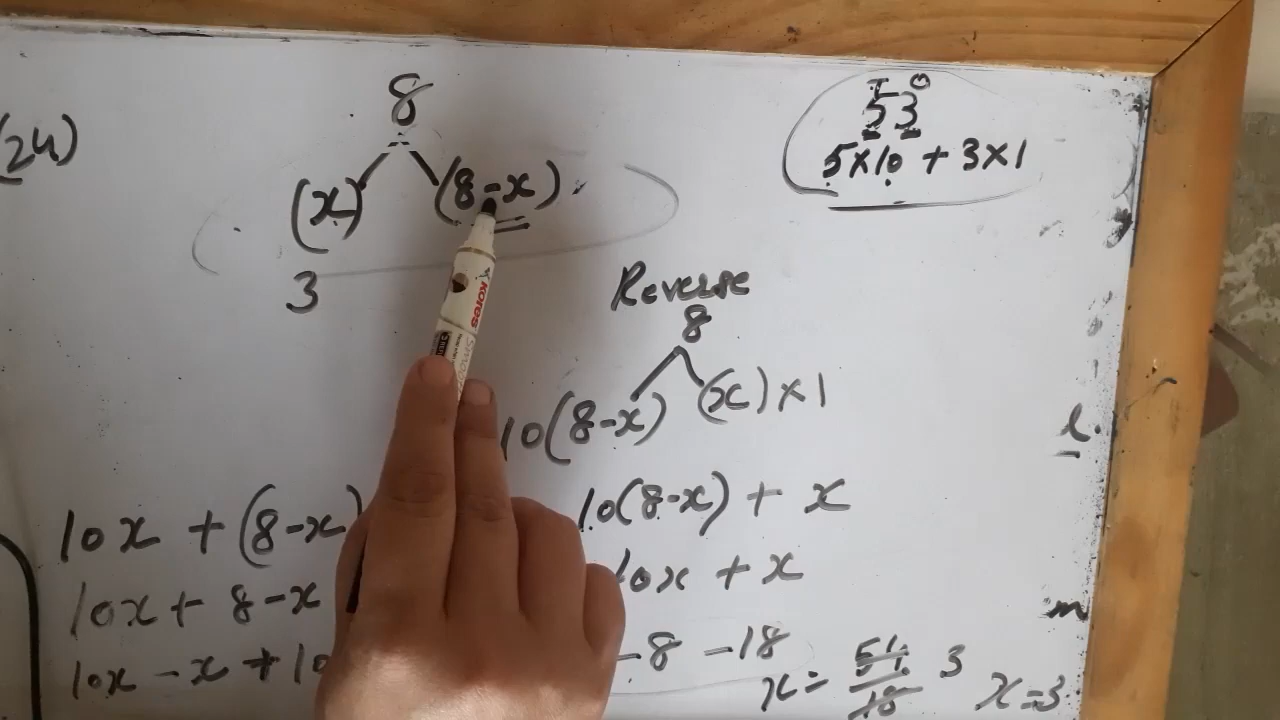 (24)
8
(x) (8-x)
3
T O
53
5×10 + 3×1
Reverse
8
10(8-x) (x)×1
l.
10x + (8-x) 10(8-x) + x
10x + 8-x 10x + x
10x - x + 10 -8 -18
x = 54/18 3 x=3
m
kores